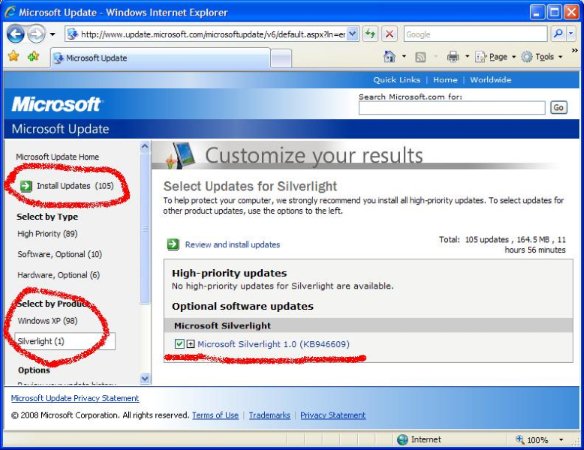 Microsoft Update - Windows Internet Explorer
http://www.update.microsoft.com/microsoftupdate/v6/default.aspx?ln=en
Google
Microsoft Update
Page
Tools
Quick Links | Home | Worldwide
Microsoft
Search Microsoft.com for:
Go
Microsoft Update
Microsoft Update Home
Install Updates (105)
Select by Type
High Priority (89)
Software, Optional (10)
Hardware, Optional (6)
Select by Product
Windows XP (98)
Silverlight (1)
Options
Review your update history
Customize your results
Select Updates for Silverlight
To help protect your computer, we strongly recommend you install all high-priority updates. To select updates for
other product updates, use the options to the left.
Review and install updates
Total: 105 updates , 164.5 MB , 11
hours 56 minutes
High-priority updates
No high-priority updates for Silverlight are available.
Optional software updates
Microsoft Silverlight
Microsoft Silverlight 1.0 (KB946609)
Microsoft Update Privacy Statement
© 2008 Microsoft Corporation. All rights reserved. Terms of Use | Trademarks | Privacy Statement
Internet
100%